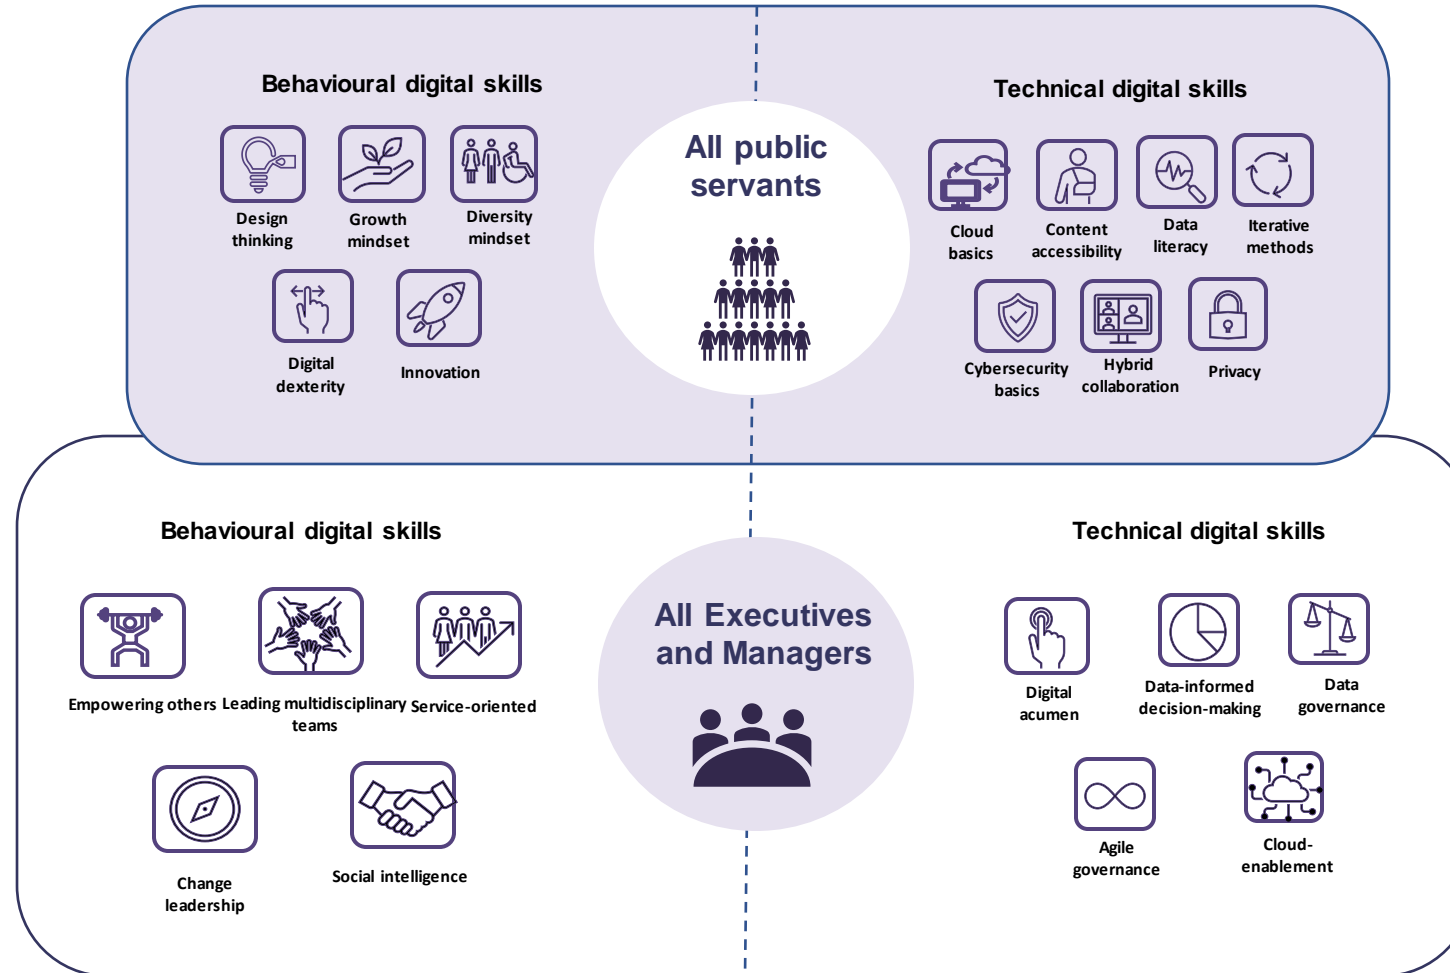 Behavioural digital skills
Design
thinking
Growth
mindset
Diversity
mindset
Digital
dexterity
Innovation
All public
servants
Technical digital skills
Cloud
basics
Content
accessibility
Data
literacy
Iterative
methods
Cybersecurity
basics
Hybrid
collaboration
Privacy
Behavioural digital skills
Empowering others
Leading multidisciplinary
teams
Service-oriented
Change
leadership
Social intelligence
All Executives
and Managers
Technical digital skills
Digital
acumen
Data-informed
decision-making
Data
governance
Agile
governance
Cloud-
enablement